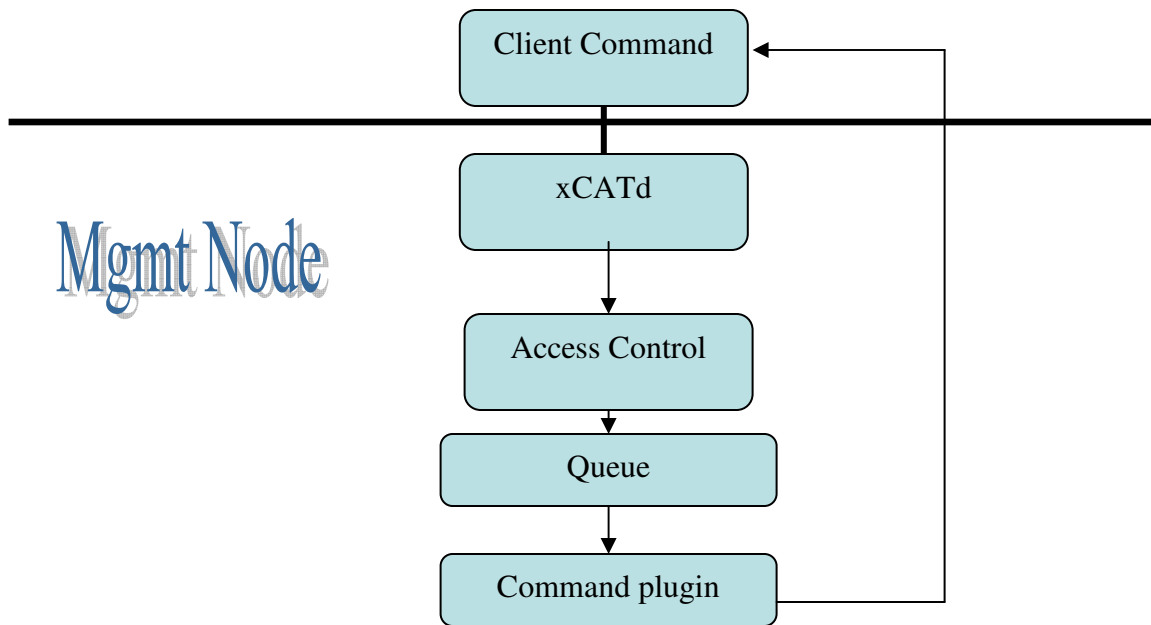 Client Command
xCATd
Mgmt Node
Access Control
Queue
Command plugin